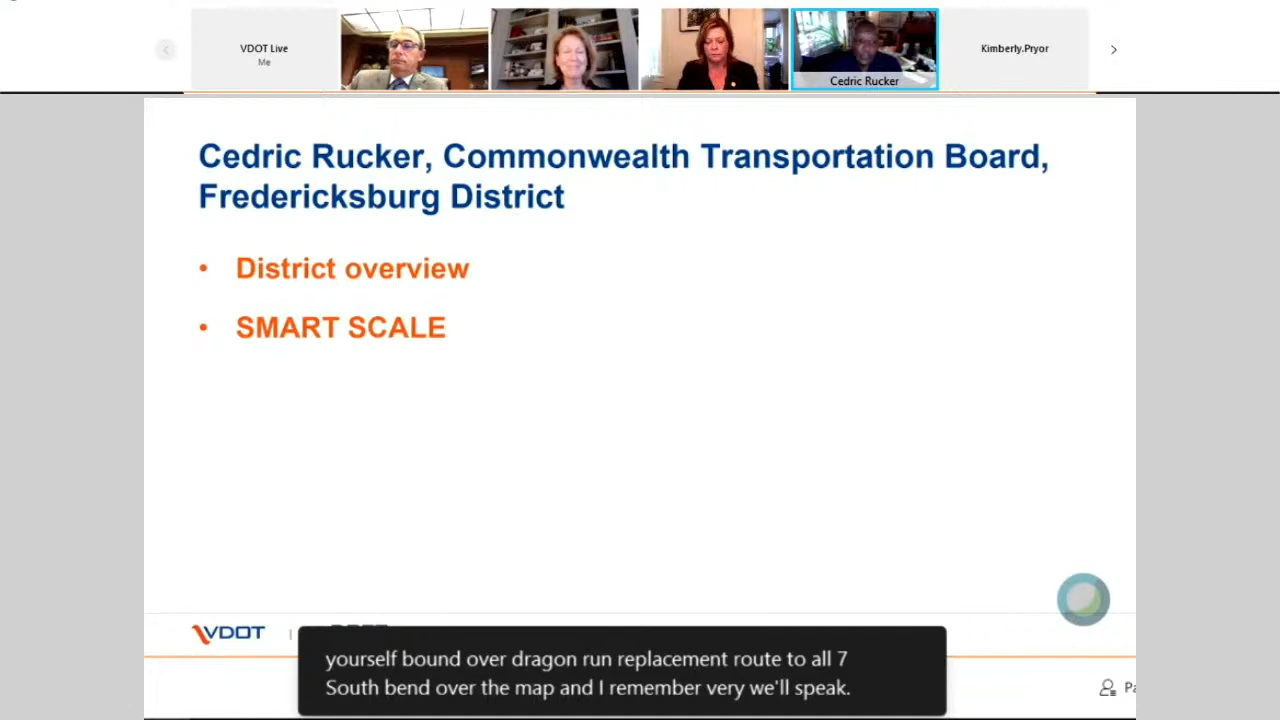 VDOT Live
Me
Cedric Rucker
Kimberly.Pryor
Cedric Rucker, Commonwealth Transportation Board,
Fredericksburg District
• District overview
• SMART SCALE
VDOT
yourself bound over dragon run replacement route to all 7
South bend over the map and I remember very we'll speak.